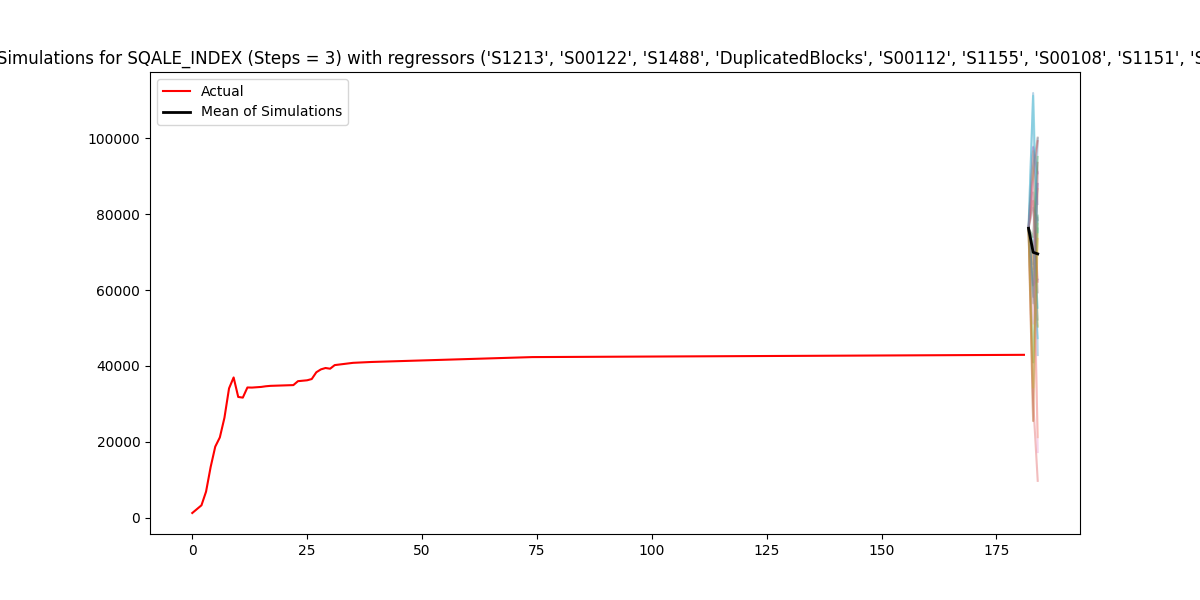 Simulations for SQALE_INDEX (Steps = 3) with regressors ('S1213', 'S00122', 'S1488', 'DuplicatedBlocks', 'S00112', 'S1155', 'S00108', 'S1151', 'S
Actual
Mean of Simulations
100000
80000
60000
40000
20000
0
0 25 50 75 100 125 150 175